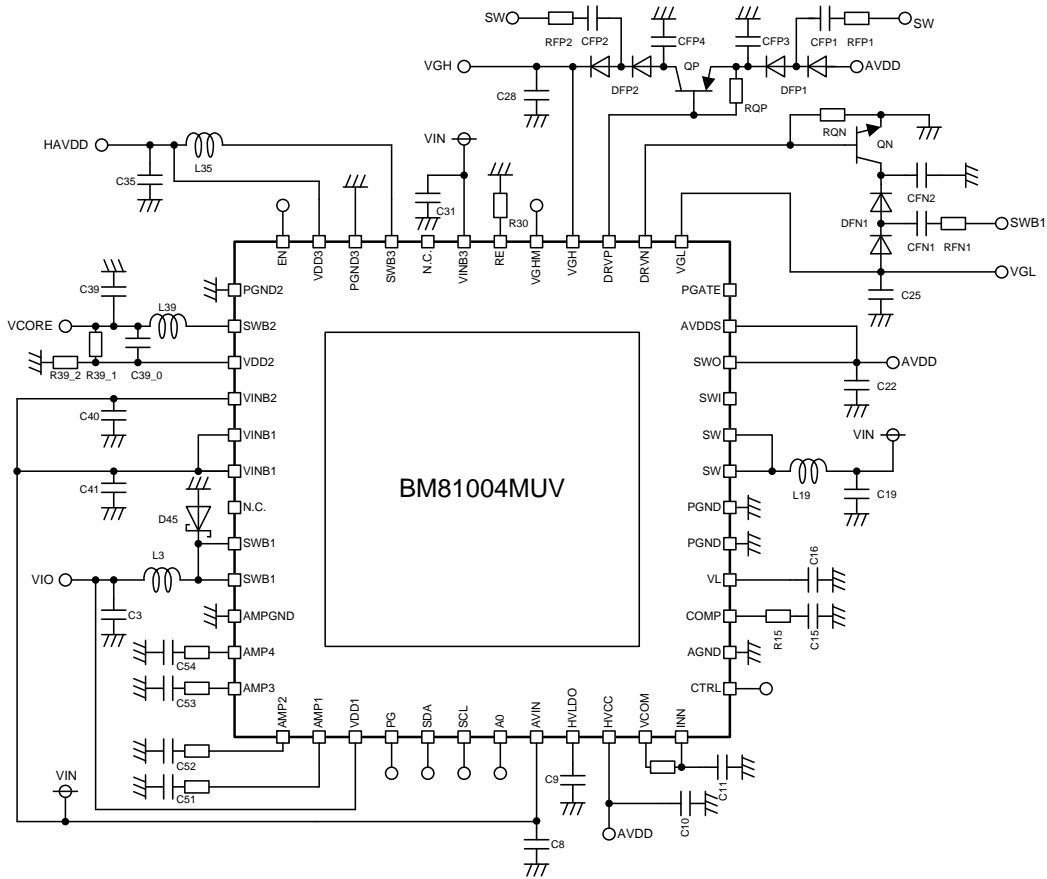 SW
RFP2
CFP2
CFP4
CFP3
CFP1
RFP1
SW
VGH
QP
AVDD
C28
DFP2
DFP1
RQP
RQN
QN
HAVDD
L35
VIN
C35
C31
R30
CFN2
DFN1
CFN1
RFN1
SWB1
VGL
C25
EN
VDD3
PGND3
SWB3
N.C.
VINB3
RE
VGHM
VGH
DRVP
DRVN
VGL
C39
L39
VCORE
R39_2
R39_1
C39_0
C40
C41
D45
L3
VIO
C3
C54
C53
C52
C51
VIN
PGND2
SWB2
VDD2
VINB2
VINB1
VINB1
N.C.
SWB1
SWB1
AMPGND
AMP4
AMP3
BM81004MUV
PGATE
AVDDS
SWO
SWI
SW
SW
PGND
PGND
VL
COMP
AGND
CTRL
AVDD
C22
VIN
L19
C19
C16
R15
C15
AMP2
AMP1
VDD1
PG
SDA
SCL
A0
AVIN
HVLDO
HVCC
VCOM
INN
C9
C11
C10
AVDD
C8